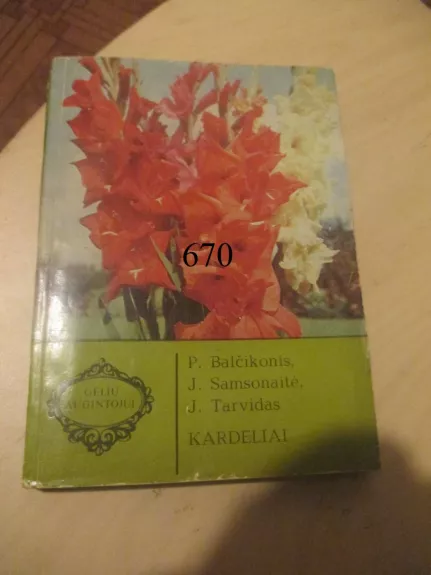 670
P. Balčikonis,
J. Samsonaitė,
J. Tarvidas
KARDELIAI
GĖLIŲ
AUGINTOJUI